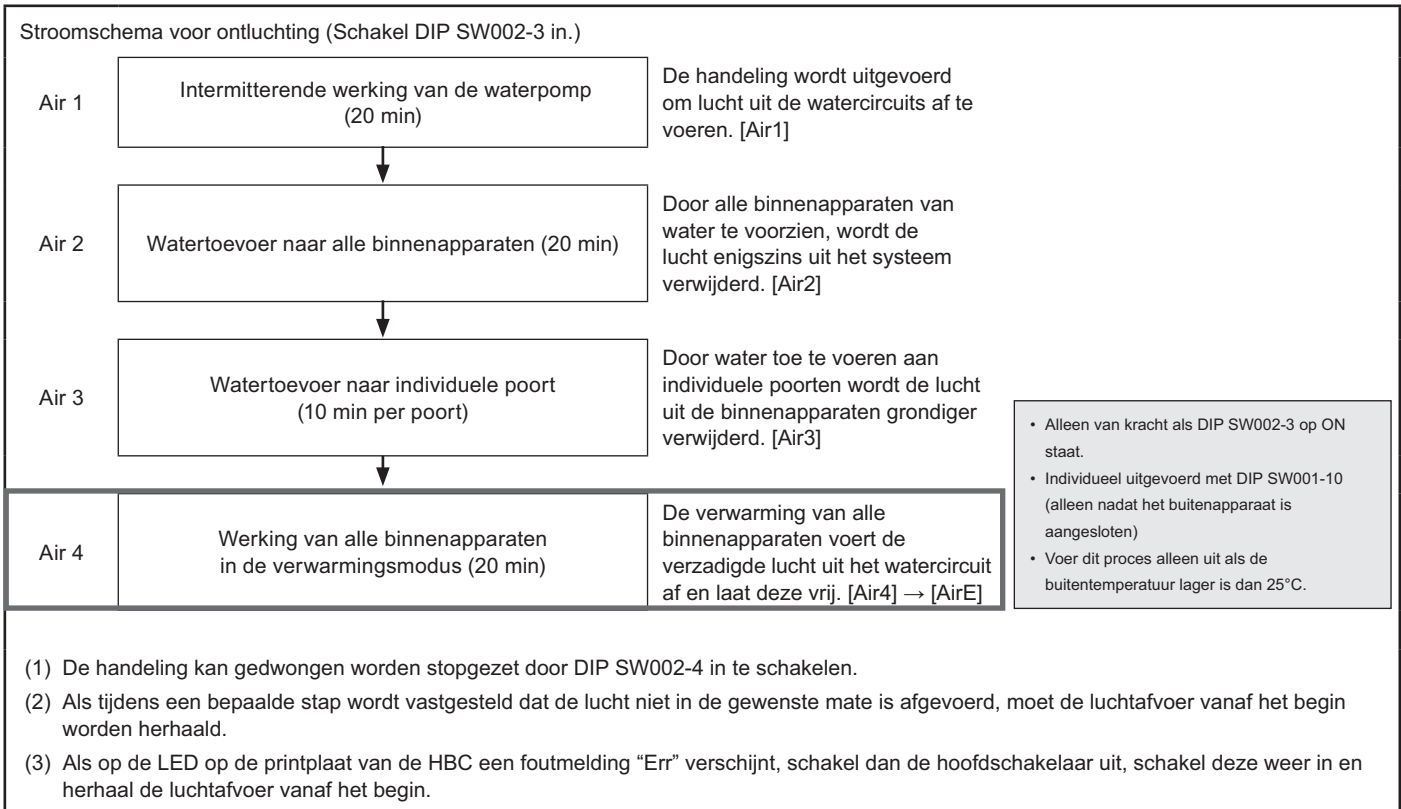 Stroomschema voor ontluchting (Schakel DIP SW002-3 in.)
Air 1
Intermitterende werking van de waterpomp
(20 min)
De handeling wordt uitgevoerd
om lucht uit de watercircuits af te
voeren. [Air1]
Air 2
Watertoevoer naar alle binnenapparaten (20 min)
Door alle binnenapparaten van
water te voorzien, wordt de
lucht enigszins uit het systeem
verwijderd. [Air2]
Air 3
Watertoevoer naar individuele poort
(10 min per poort)
Door water toe te voeren aan
individuele poorten wordt de lucht
uit de binnenapparaten grondiger
verwijderd. [Air3]
Air 4
Werking van alle binnenapparaten
in de verwarmingsmodus (20 min)
De verwarming van alle
binnenapparaten voert de
verzadigde lucht uit het watercircuit
af en laat deze vrij. [Air4] → [AirE]
• Alleen van kracht als DIP SW002-3 op ON
staat.
• Individueel uitgevoerd met DIP SW001-10
(alleen nadat het buitenapparaat is
aangesloten)
• Voer dit proces alleen uit als de
buitentemperatuur lager is dan 25°C.
(1) De handeling kan gedwongen worden stopgezet door DIP SW002-4 in te schakelen.
(2) Als tijdens een bepaalde stap wordt vastgesteld dat de lucht niet in de gewenste mate is afgevoerd, moet de luchtafvoer vanaf het begin
worden herhaald.
(3) Als op de LED op de printplaat van de HBC een foutmelding “Err” verschijnt, schakel dan de hoofdschakelaar uit, schakel deze weer in en
herhaal de luchtafvoer vanaf het begin.